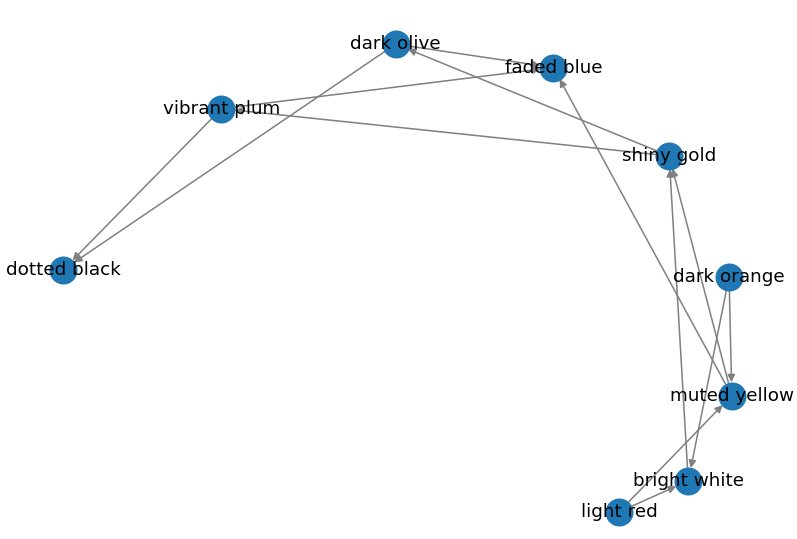 dark olive
faded blue
vibrant plum
shiny gold
dotted black
dark orange
muted yellow
bright white
light red